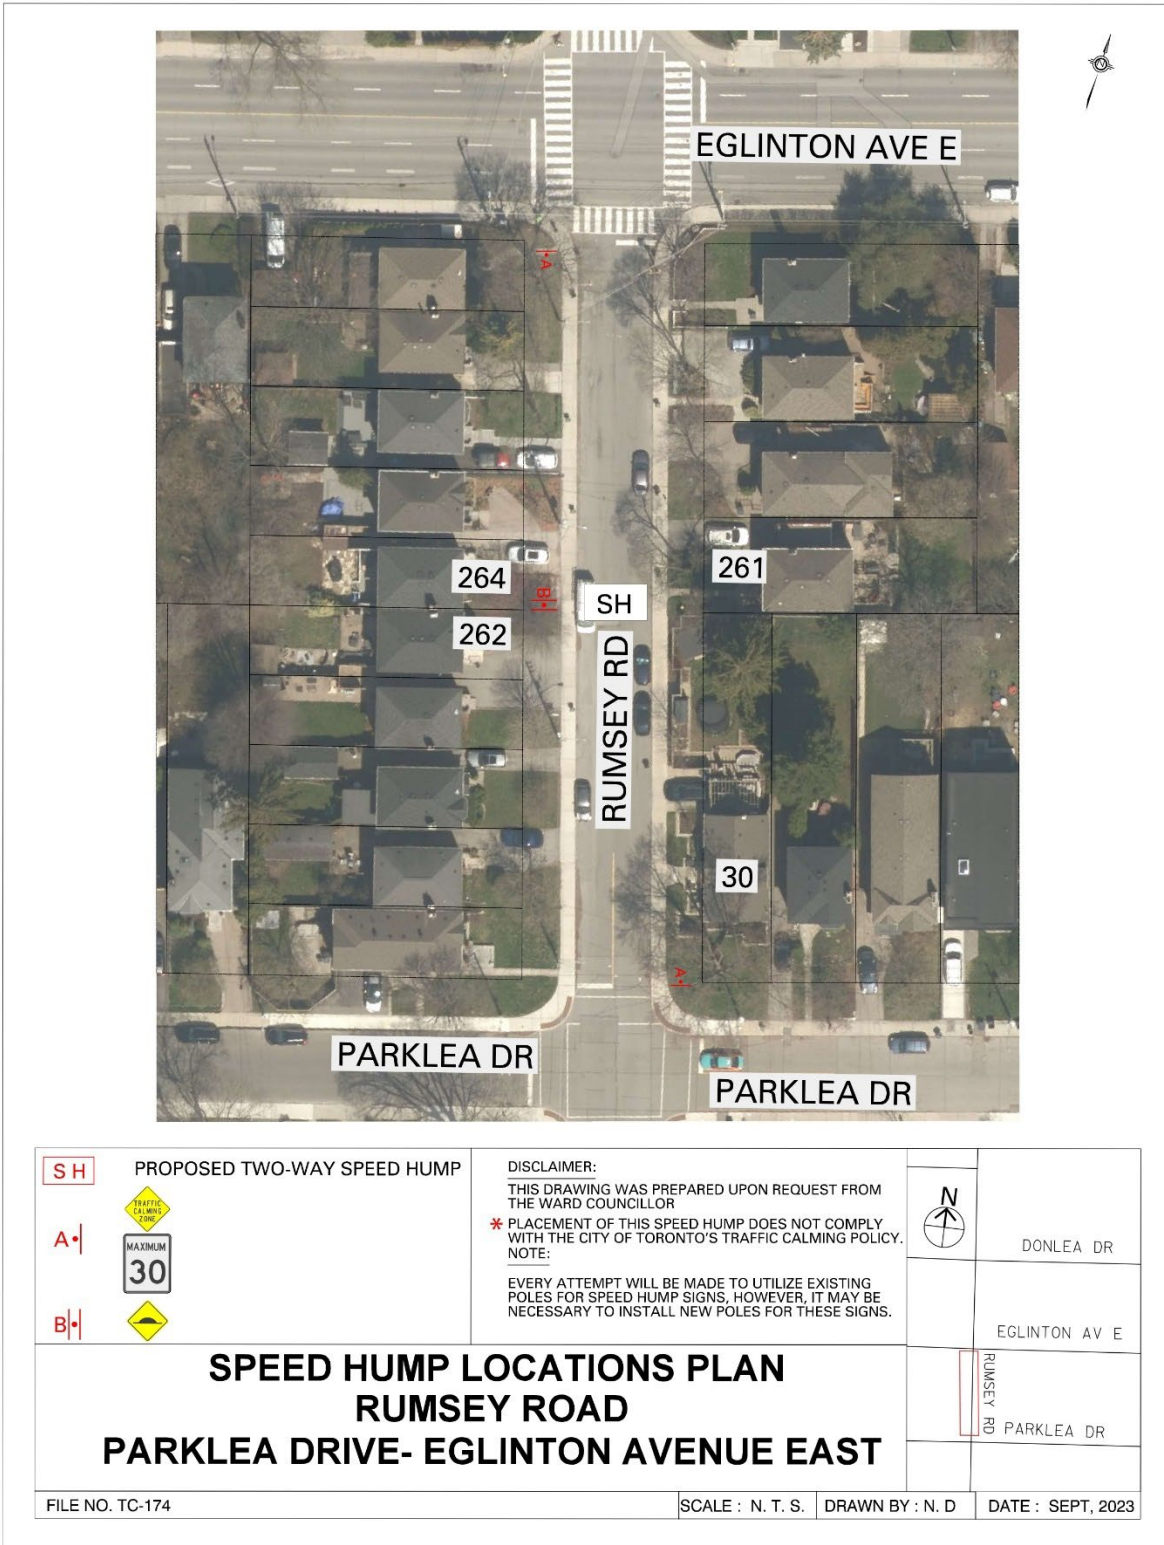 N
EGLINTON AVE E
A
264
261
B
SH
262
RUMSEY RD
30
A
PARKLEA DR
PARKLEA DR
S H
PROPOSED TWO-WAY SPEED HUMP
TRAFFIC
CALMING
ZONE
A
MAXIMUM
30
B
DISCLAIMER:
THIS DRAWING WAS PREPARED UPON REQUEST FROM
THE WARD COUNCILLOR
* PLACEMENT OF THIS SPEED HUMP DOES NOT COMPLY
WITH THE CITY OF TORONTO'S TRAFFIC CALMING POLICY.
NOTE:
EVERY ATTEMPT WILL BE MADE TO UTILIZE EXISTING
POLES FOR SPEED HUMP SIGNS, HOWEVER, IT MAY BE
NECESSARY TO INSTALL NEW POLES FOR THESE SIGNS.
N
DONLEA DR
EGLINTON AV E
RUMSEY RD
PARKLEA DR
SPEED HUMP LOCATIONS PLAN
RUMSEY ROAD
PARKLEA DRIVE- EGLINTON AVENUE EAST
FILE NO. TC-174
SCALE : N. T. S.
DRAWN BY : N. D
DATE : SEPT, 2023